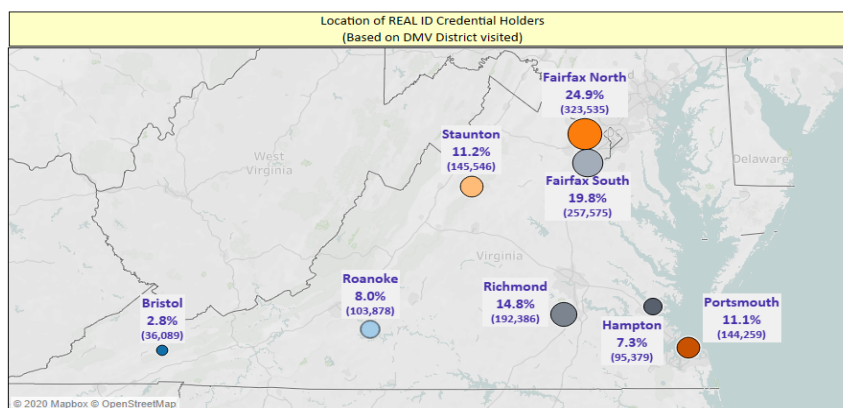 Location of REAL ID Credential Holders
(Based on DMV District visited)
Fairfax North
24.9%
(323,535)
Staunton
11.2%
(145,546)
West
Virginia
Delaware
Fairfax South
19.8%
(257,575)
Virginia
Roanoke
8.0%
(103,878)
Richmond
14.8%
(192,386)
Bristol
2.8%
(36,089)
Hampton
7.3%
(95,379)
Portsmouth
11.1%
(144,259)
© 2020 Mapbox © OpenStreetMap